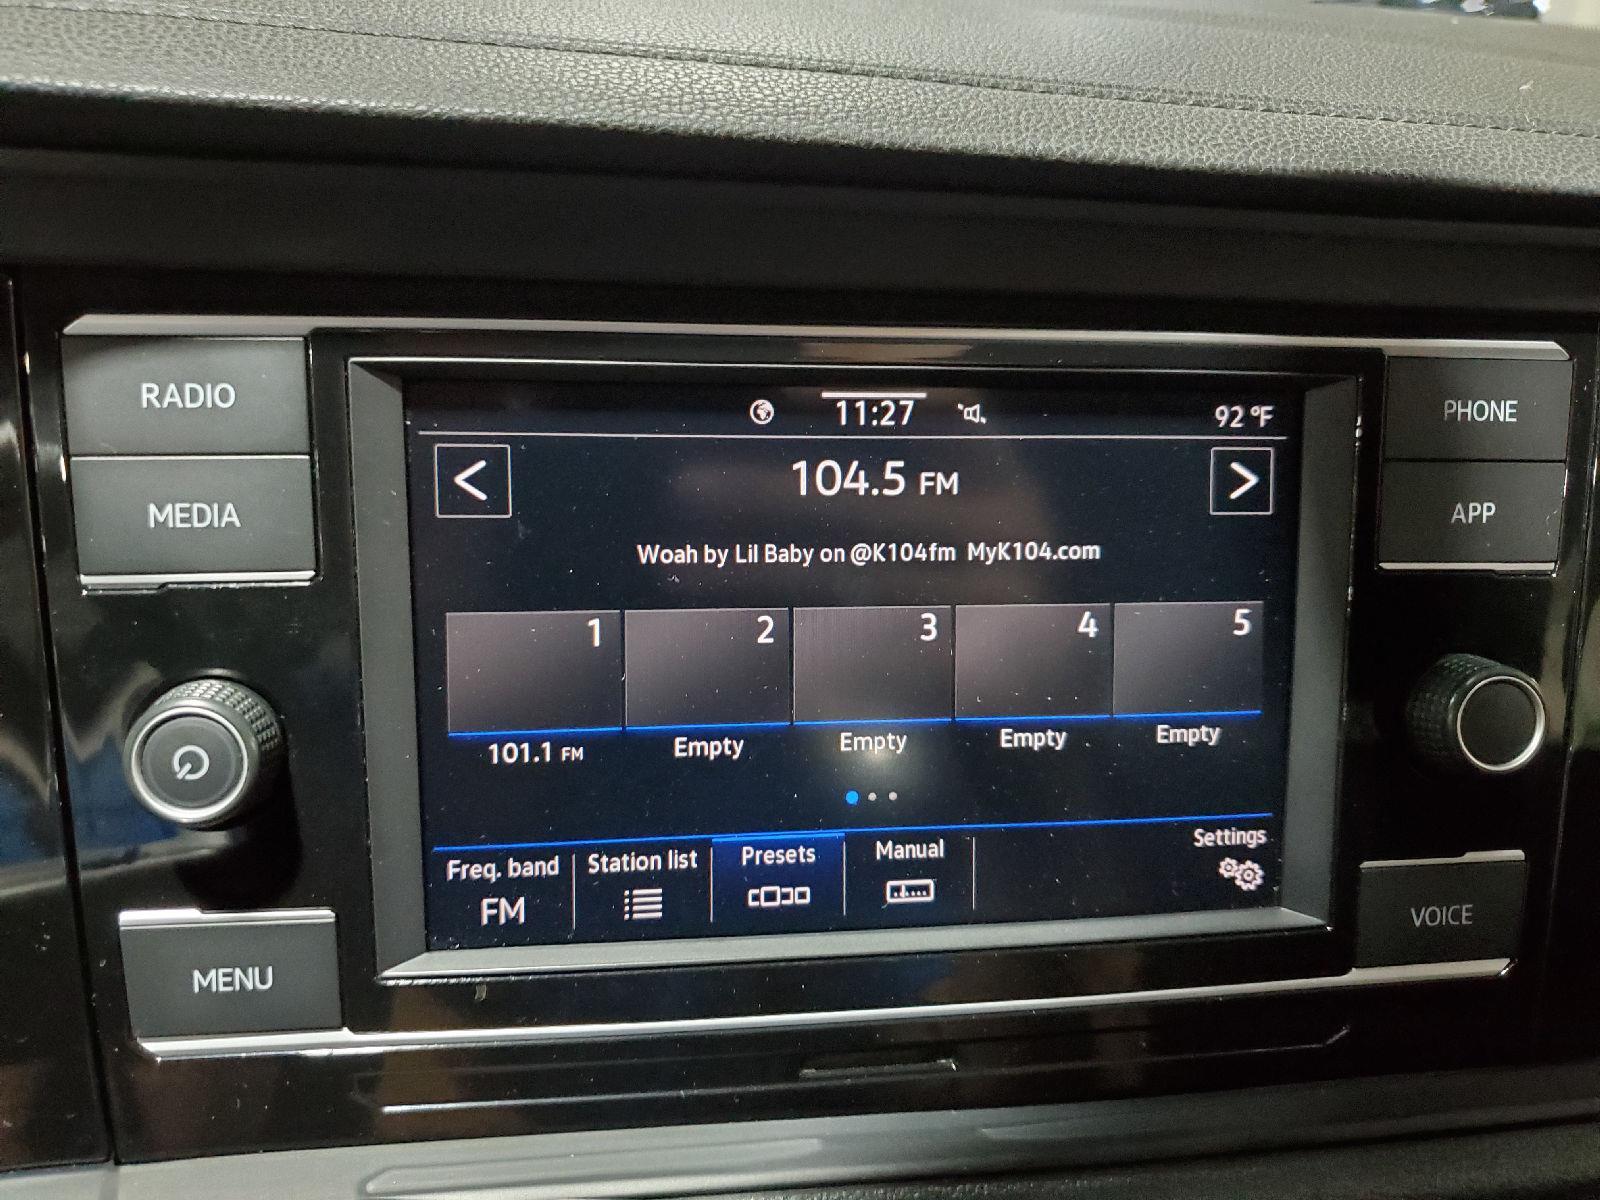 RADIO
MEDIA
MENU
11:27
92 °F
<
104.5 FM
>
Woah by Lil Baby on @K104fm MyK104.com
1
2
3
4
5
101.1 FM
Empty
Empty
Empty
Empty
Freq. band
FM
Station list
Presets
Manual
Settings
PHONE
APP
VOICE